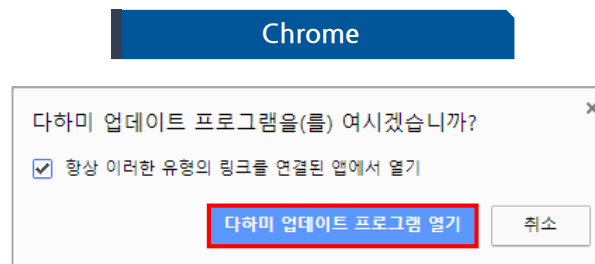 Chrome
다하미 업데이트 프로그램을(를) 여시겠습니까?
항상 이러한 유형의 링크를 연결된 앱에서 열기
다하미 업데이트 프로그램 열기
취소